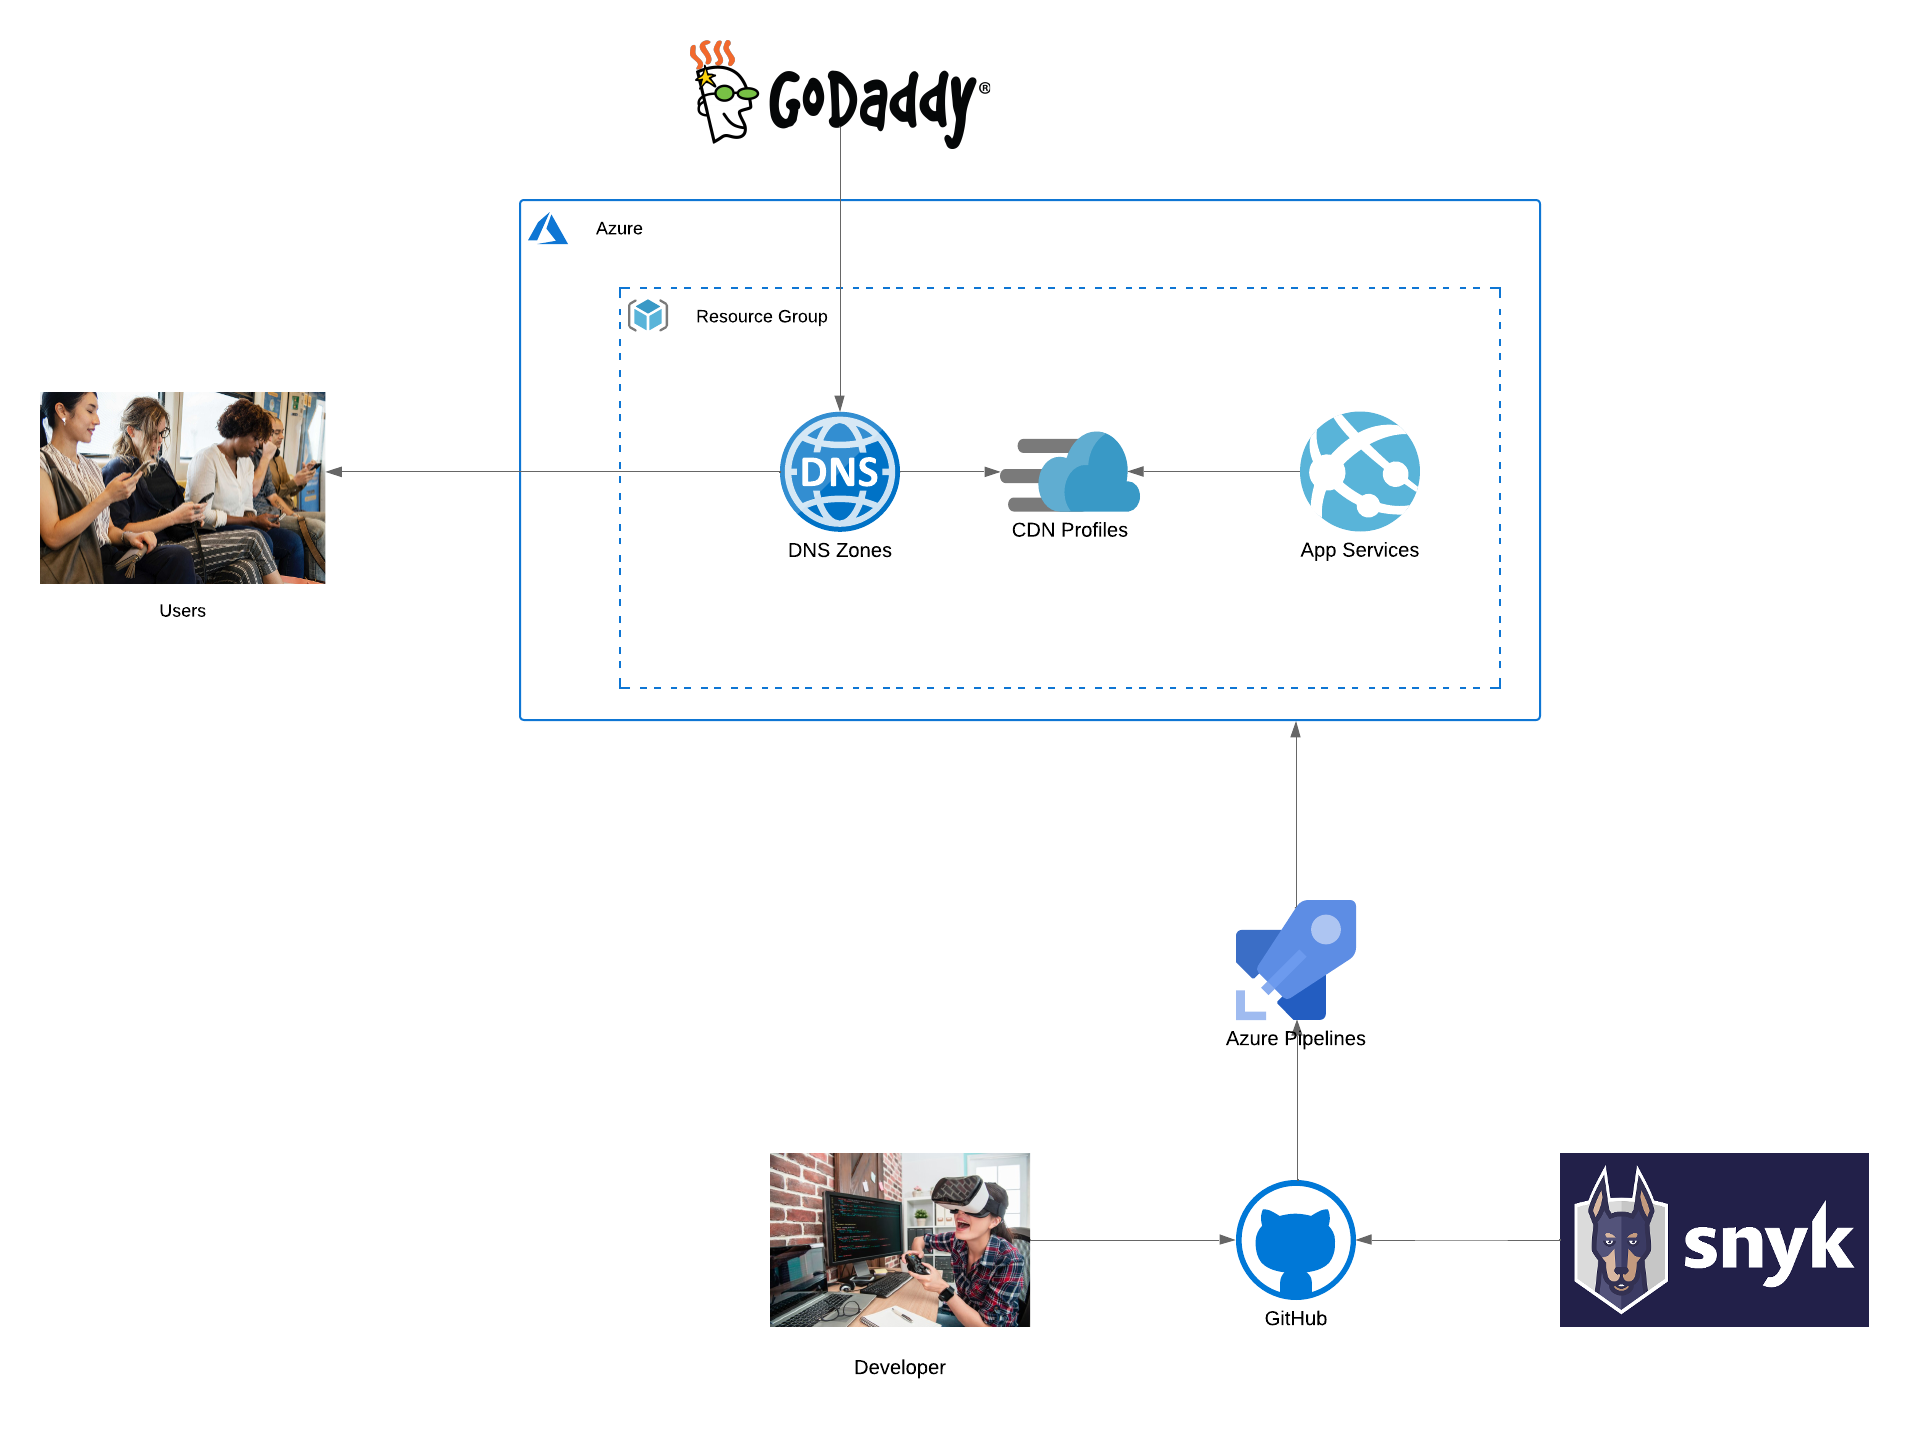 GoDaddy®
Azure
Resource Group
DNS
DNS Zones
CDN Profiles
App Services
Users
Azure Pipelines
snyk
GitHub
Developer